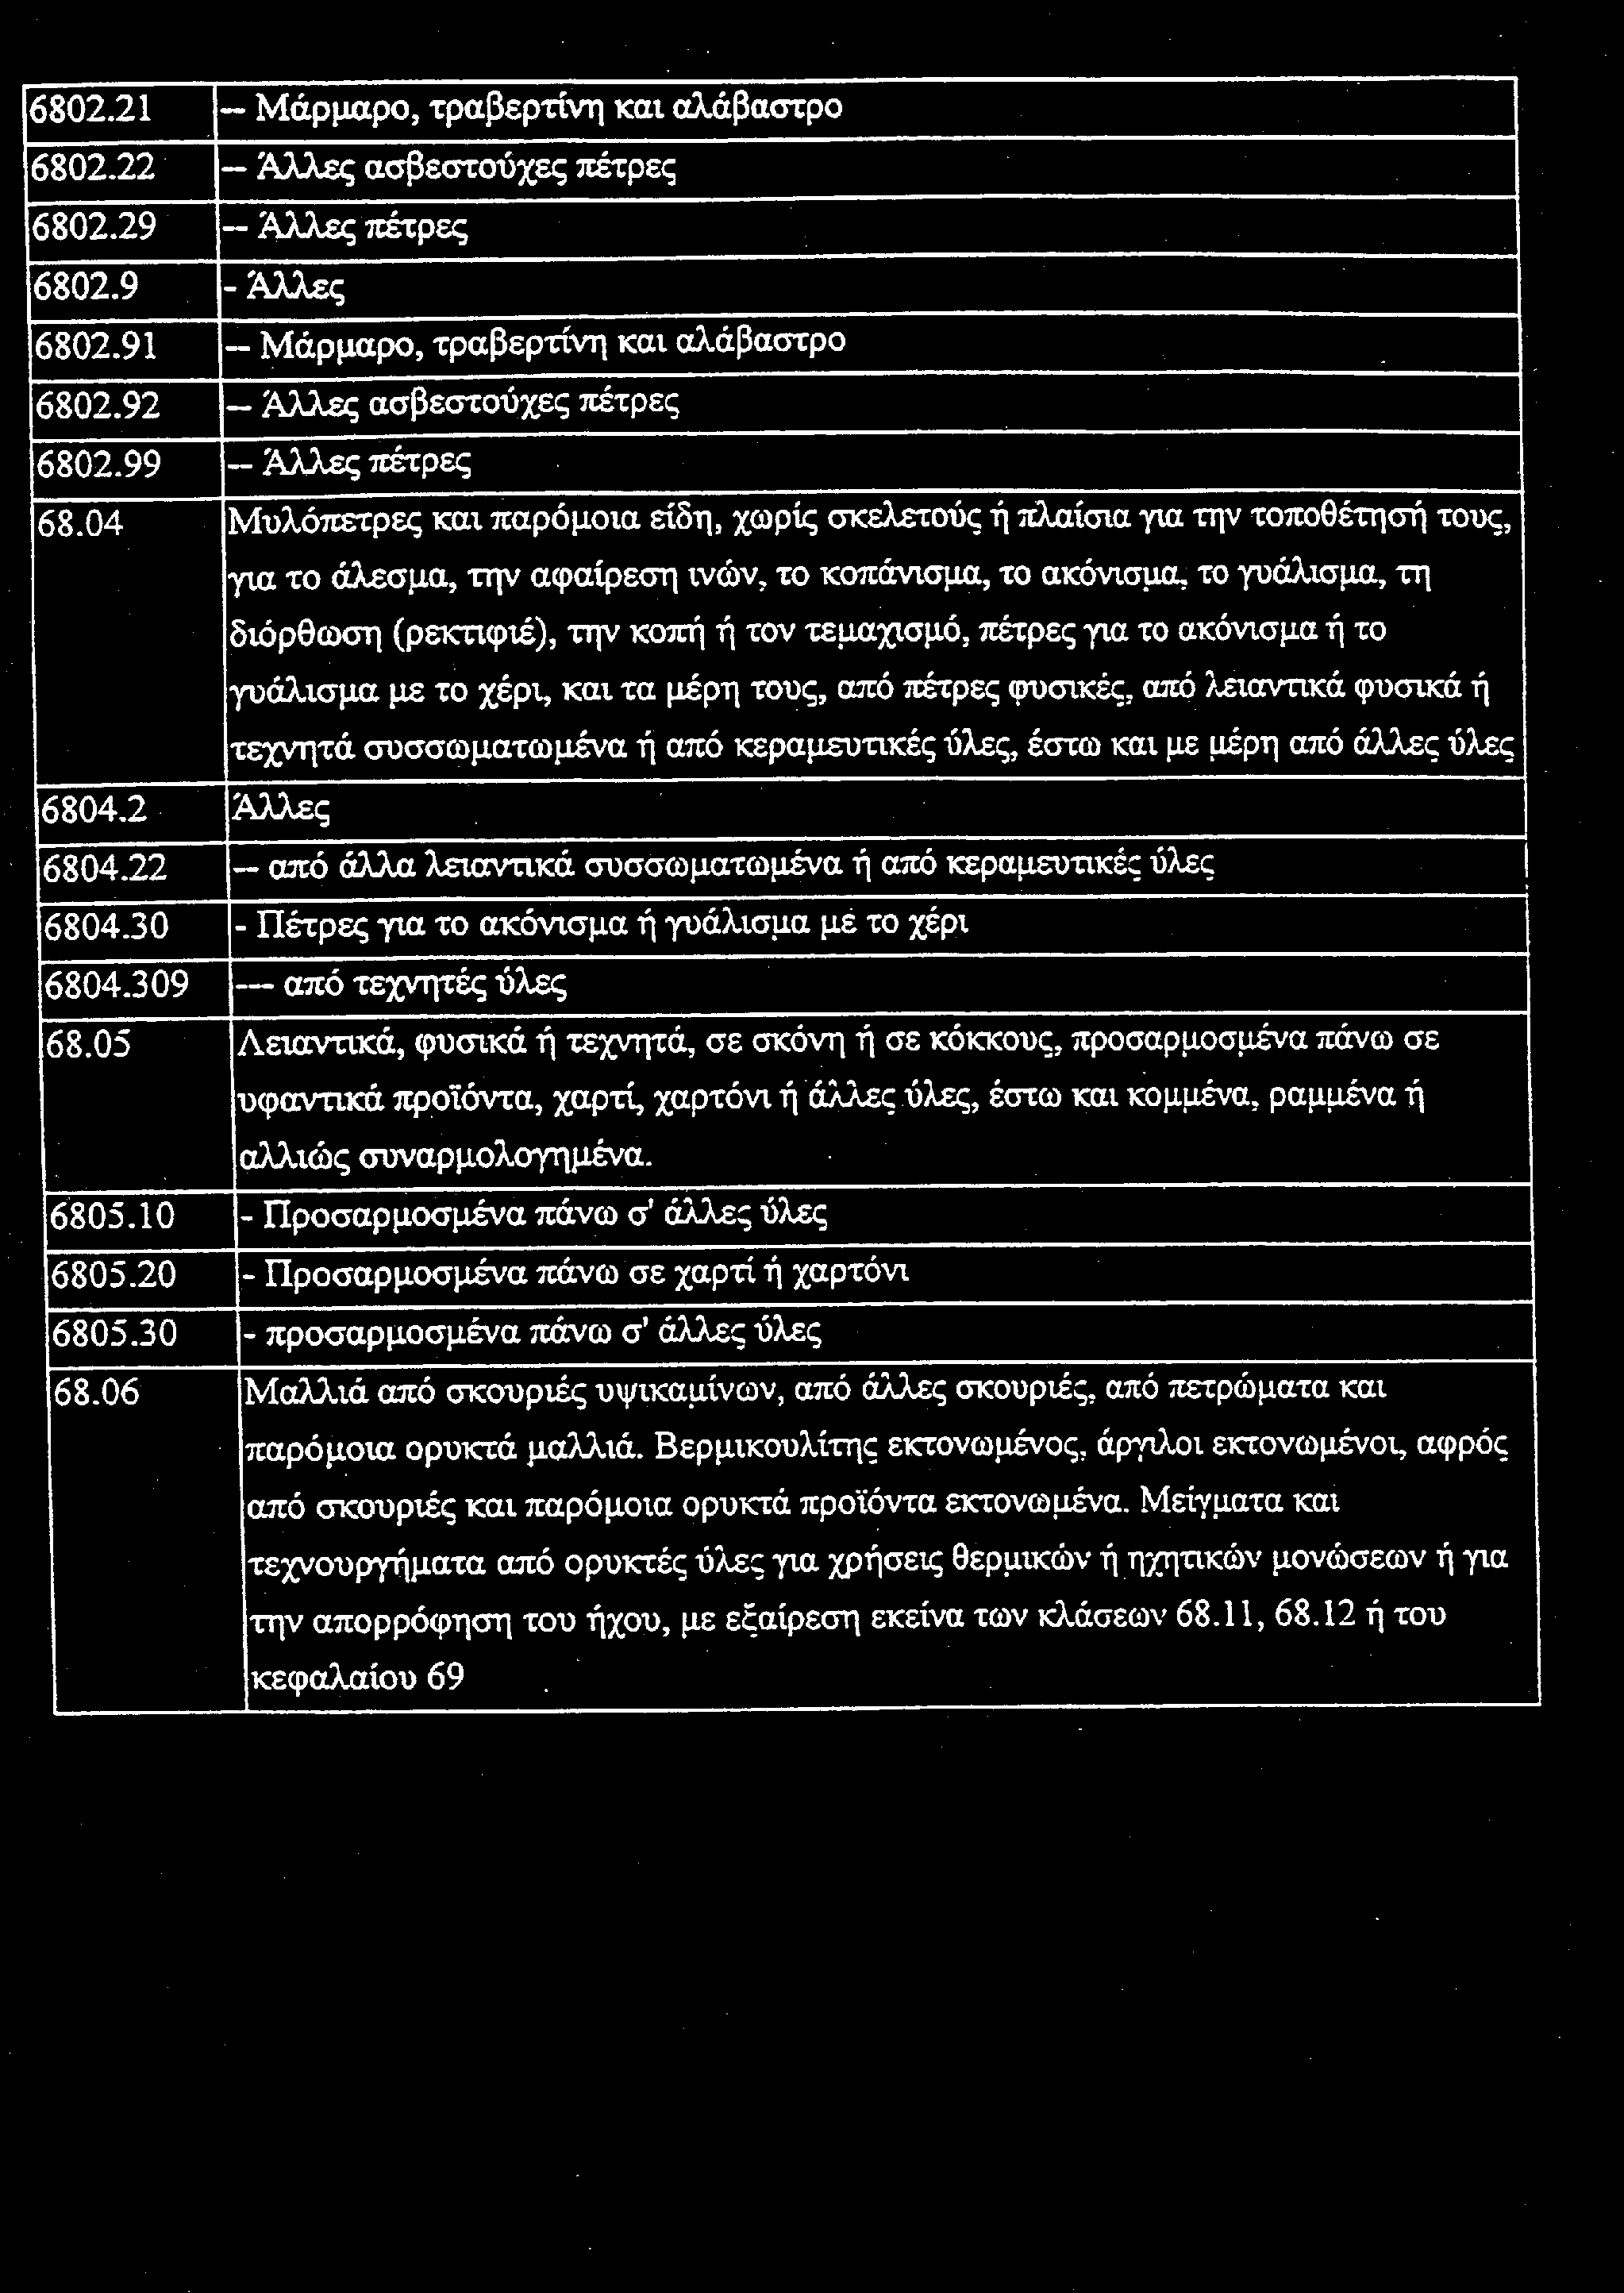 6802.21 -- Μάρμαρο, τραβερτίνη και αλάβαστρο
6802.22 -- Άλλες ασβεστούχες πέτρες
6802.29 -- Άλλες πέτρες
6802.9 - Άλλες
6802.91 -- Μάρμαρο, τραβερτίνη και αλάβαστρο
6802.92 -- Άλλες ασβεστούχες πέτρες
6802.99 -- Άλλες πέτρες
68.04 Μυλόπετρες και παρόμοια είδη, χωρίς σκελετούς ή πλαίσια για την τοποθέτησή τους,
για το άλεσμα, την αφαίρεση ινών, το κοπάνισμα, το ακόνισμα, το γυάλισμα, τη
διόρθωση (ρεκτιφιέ), την κοπή ή τον τεμαχισμό, πέτρες για το ακόνισμα ή το
γυάλισμα με το χέρι, και τα μέρη τους, από πέτρες φυσικές, από λειαντικά φυσικά ή
τεχνητά συσσωματωμένα ή από κεραμευτικές ύλες, έστω και με μέρη από άλλες ύλες
6804.2 Άλλες
6804.22 -- από άλλα λειαντικά συσσωματωμένα ή από κεραμευτικές ύλες
6804.30 - Πέτρες για το ακόνισμα ή γυάλισμα με το χέρι
6804.309 --- από τεχνητές ύλες
68.05 Λειαντικά, φυσικά ή τεχνητά, σε σκόνη ή σε κόκκους, προσαρμοσμένα πάνω σε
υφαντικά προϊόντα, χαρτί, χαρτόνι ή άλλες ύλες, έστω και κομμένα, ραμμένα ή
αλλιώς συναρμολογημένα.
6805.10 - Προσαρμοσμένα πάνω σ' άλλες ύλες
6805.20 - Προσαρμοσμένα πάνω σε χαρτί ή χαρτόνι
6805.30 - προσαρμοσμένα πάνω σ' άλλες ύλες
68.06 Μαλλιά από σκουριές υψικαμίνων, από άλλες σκουριές, από πετρώματα και
παρόμοια ορυκτά μαλλιά. Βερμικουλίτης εκτονωμένος, άργιλοι εκτονωμένοι, αφρός
από σκουριές και παρόμοια ορυκτά προϊόντα εκτονωμένα. Μείγματα και
τεχνουργήματα από ορυκτές ύλες για χρήσεις θερμικών ή ηχητικών μονώσεων ή για
την απορρόφηση του ήχου, με εξαίρεση εκείνα των κλάσεων 68.11, 68.12 ή του
κεφαλαίου 69